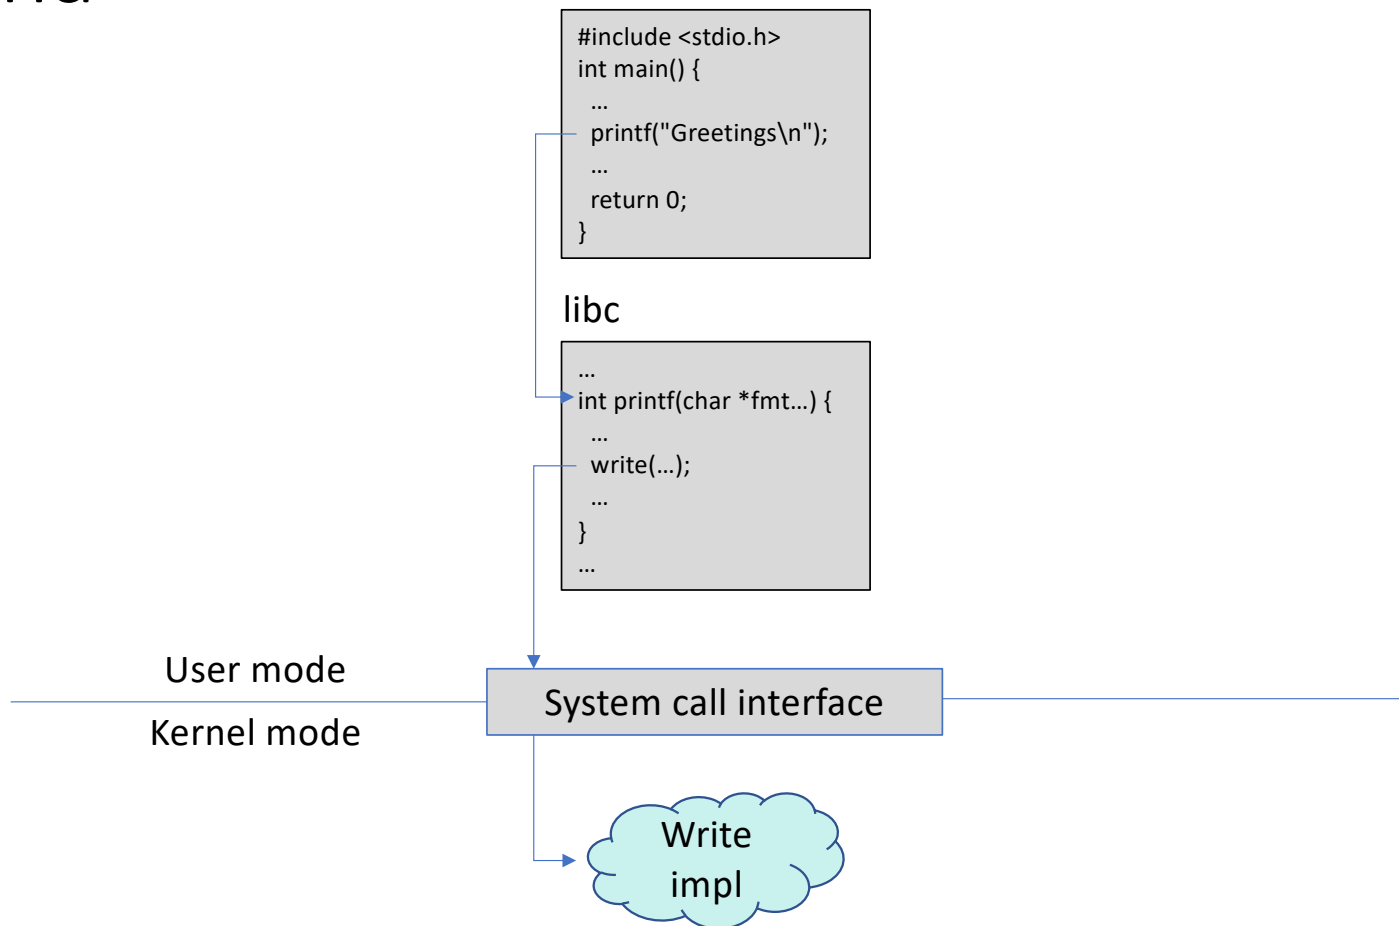 #include <stdio.h>
int main() {
...
printf("Greetings\n");
...
return 0;
}
libc
...
int printf(char *fmt...) {
...
write(...);
...
}
...
User mode
System call interface
Kernel mode
Write
impl